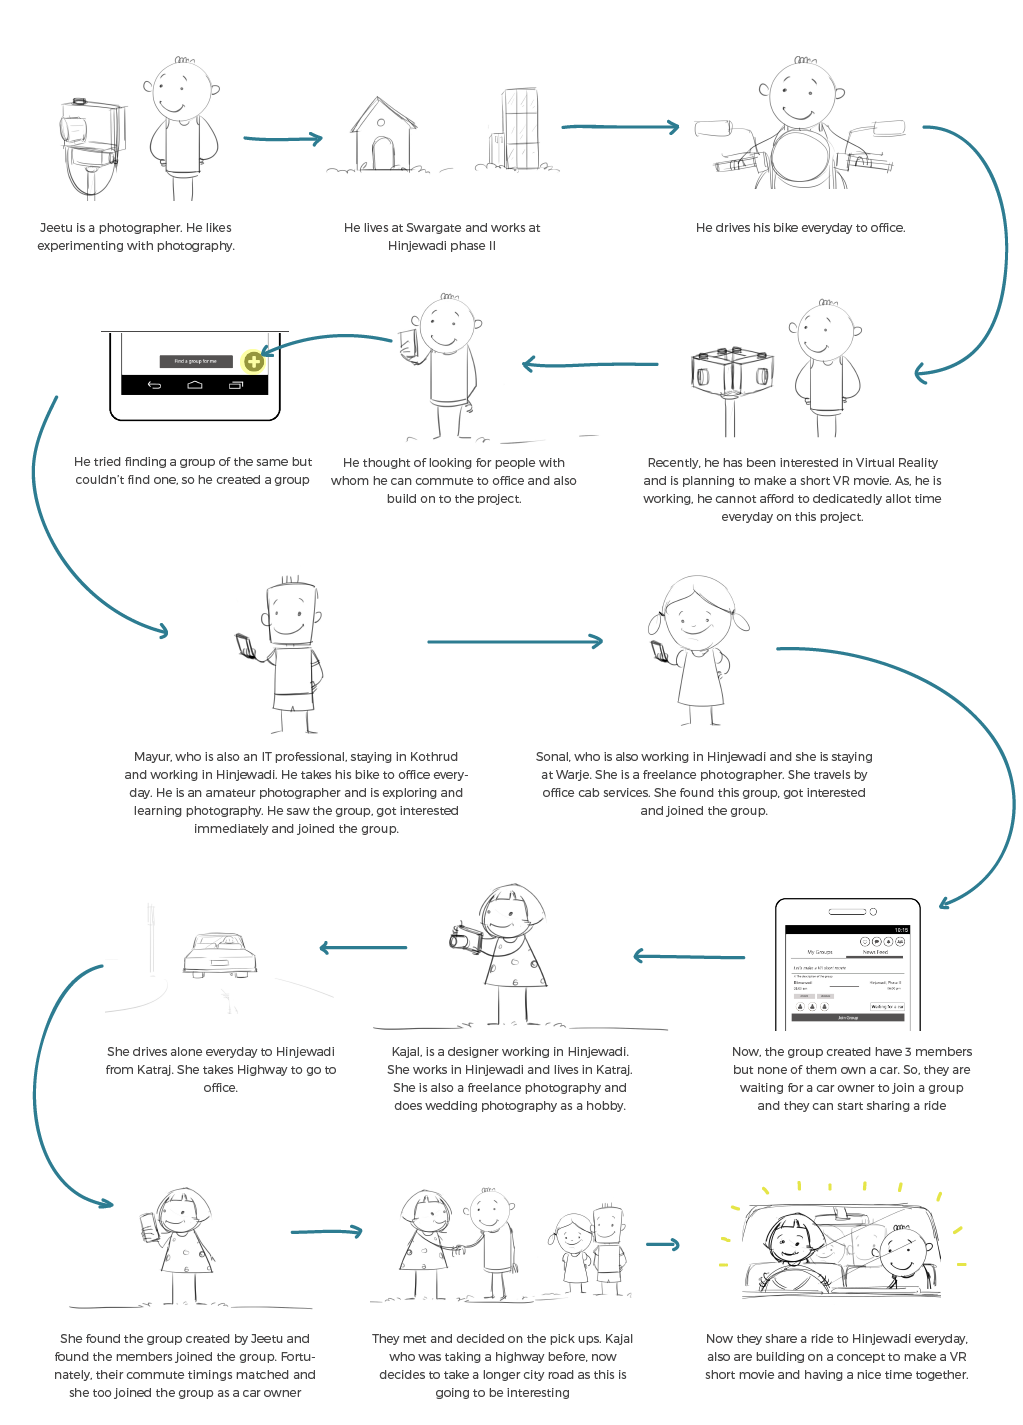 Jeetu is a photographer. He likes
experimenting with photography.
He lives at Swargate and works at
Hinjewadi phase II
He drives his bike everyday to office.
Recently, he has been interested in Virtual Reality
and is planning to make a short VR movie. As, he is
working, he cannot afford to dedicatedly allot time
everyday on this project.
He thought of looking for people with
whom he can commute to office and also
build on to the project.
Find a group for me
He tried finding a group of the same but
couldn't find one, so he created a group
Mayur, who is also an IT professional, staying in Kothrud
and working in Hinjewadi. He takes his bike to office every-
day. He is an amateur photographer and is exploring and
learning photography. He saw the group, got interested
immediately and joined the group.
Sonal, who is also working in Hinjewadi and she is staying
at Warje. She is a freelance photographer. She travels by
office cab services. She found this group, got interested
and joined the group.
10:15
My Groups
News Feed
Waiting for a car
Join Group
Now, the group created have 3 members
but none of them own a car. So, they are
waiting for a car owner to join a group
and they can start sharing a ride
Kajal, is a designer working in Hinjewadi.
She works in Hinjewadi and lives in Katraj.
She is also a freelance photography and
does wedding photography as a hobby.
She drives alone everyday to Hinjewadi
from Katraj. She takes Highway to go to
office.
She found the group created by Jeetu and
found the members joined the group. Fortu-
nately, their commute timings matched and
she too joined the group as a car owner
They met and decided on the pick ups. Kajal
who was taking a highway before, now
decides to take a longer city road as this is
going to be interesting
Now they share a ride to Hinjewadi everyday,
also are building on a concept to make a VR
short movie and having a nice time together.